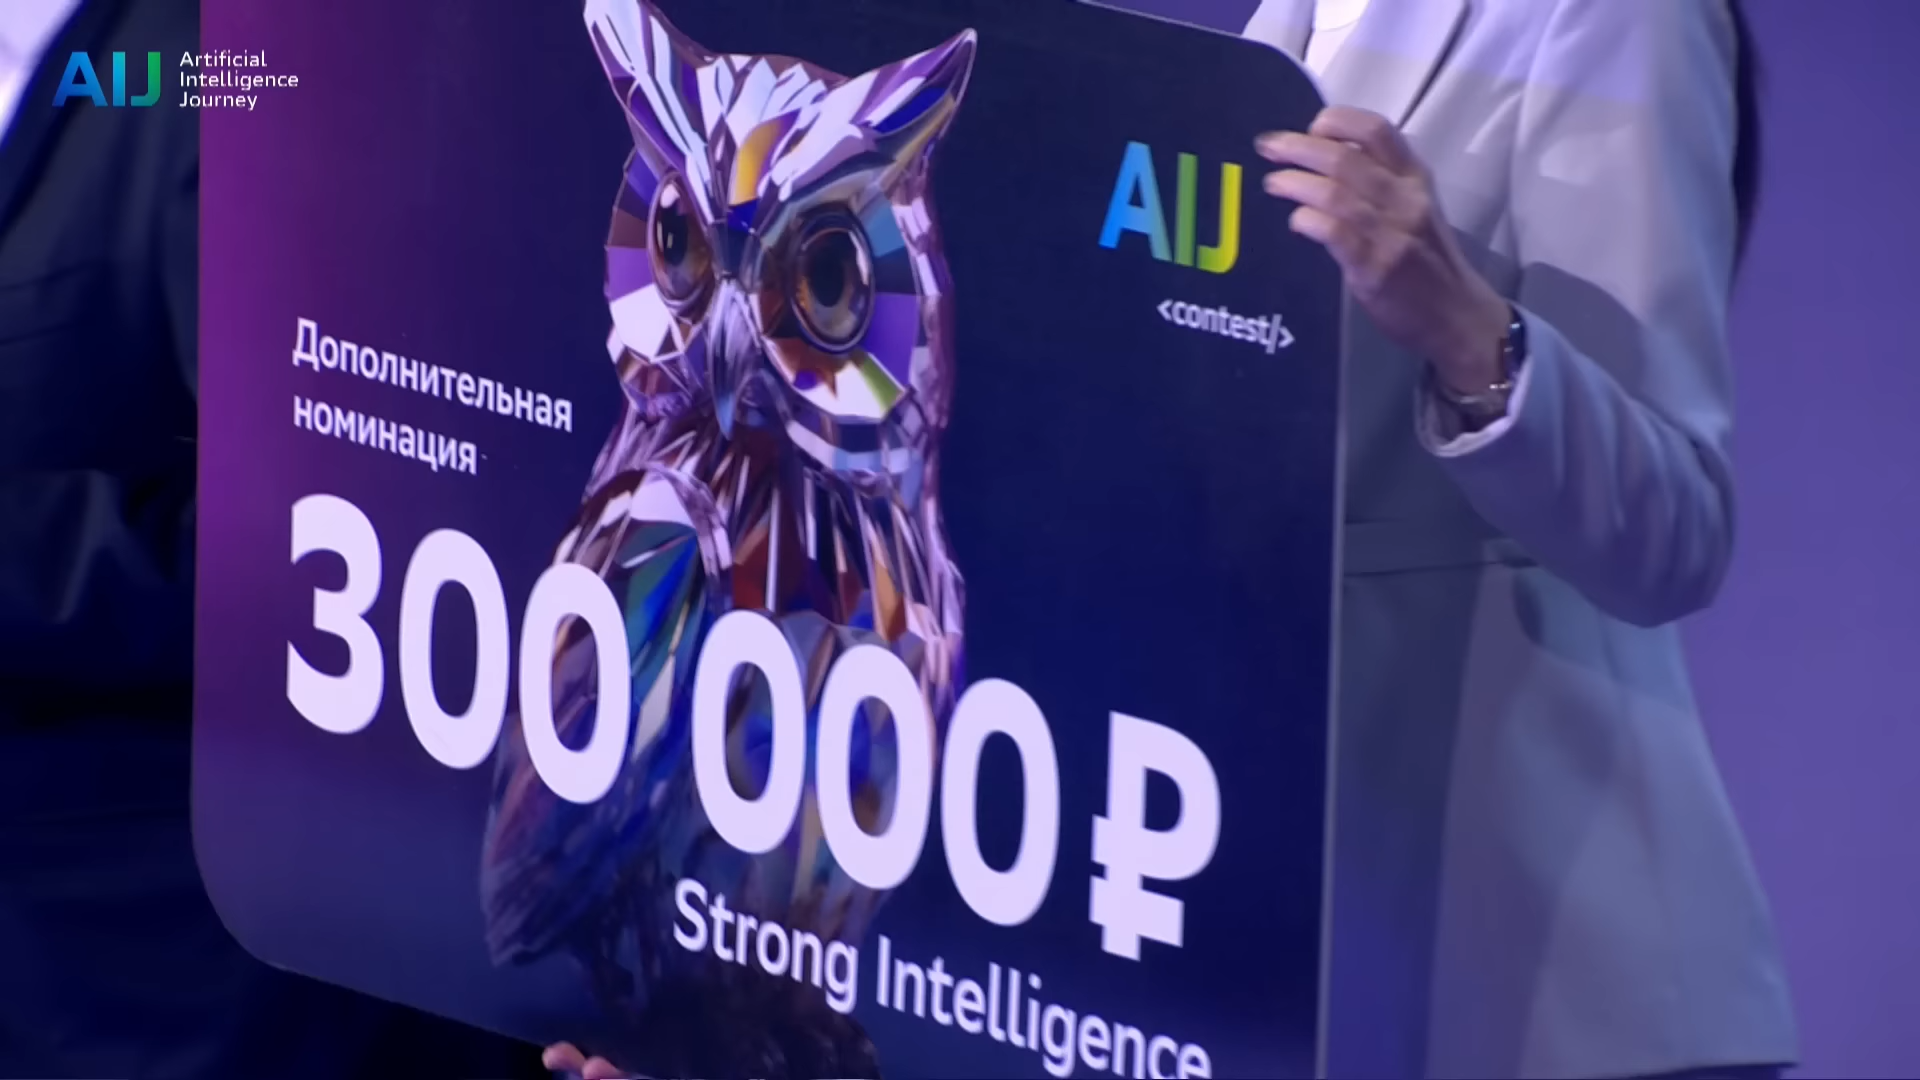 AIJ
Artificial
Intelligence
Journey
AIJ
<contest/>
Дополнительная
номинация
300 000 ₽
Strong Intelligence